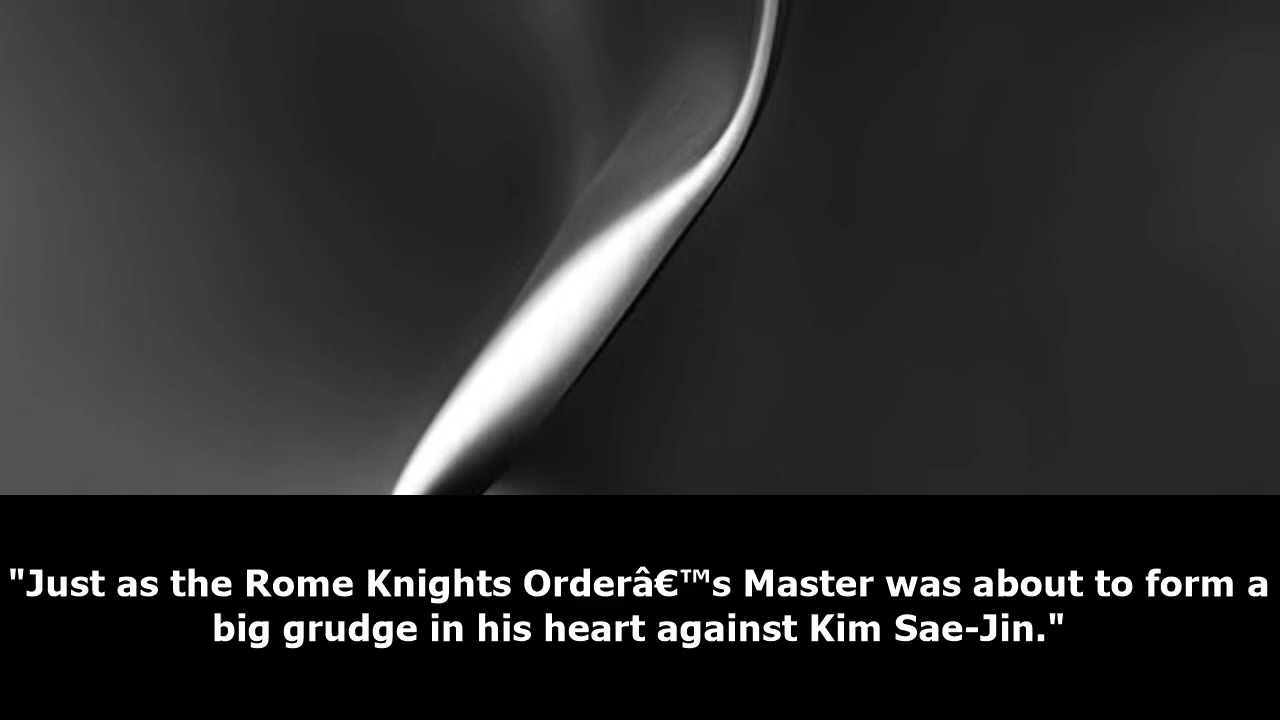 "Just as the Rome Knights Orderâ€™s Master was about to form a
big grudge in his heart against Kim Sae-Jin."